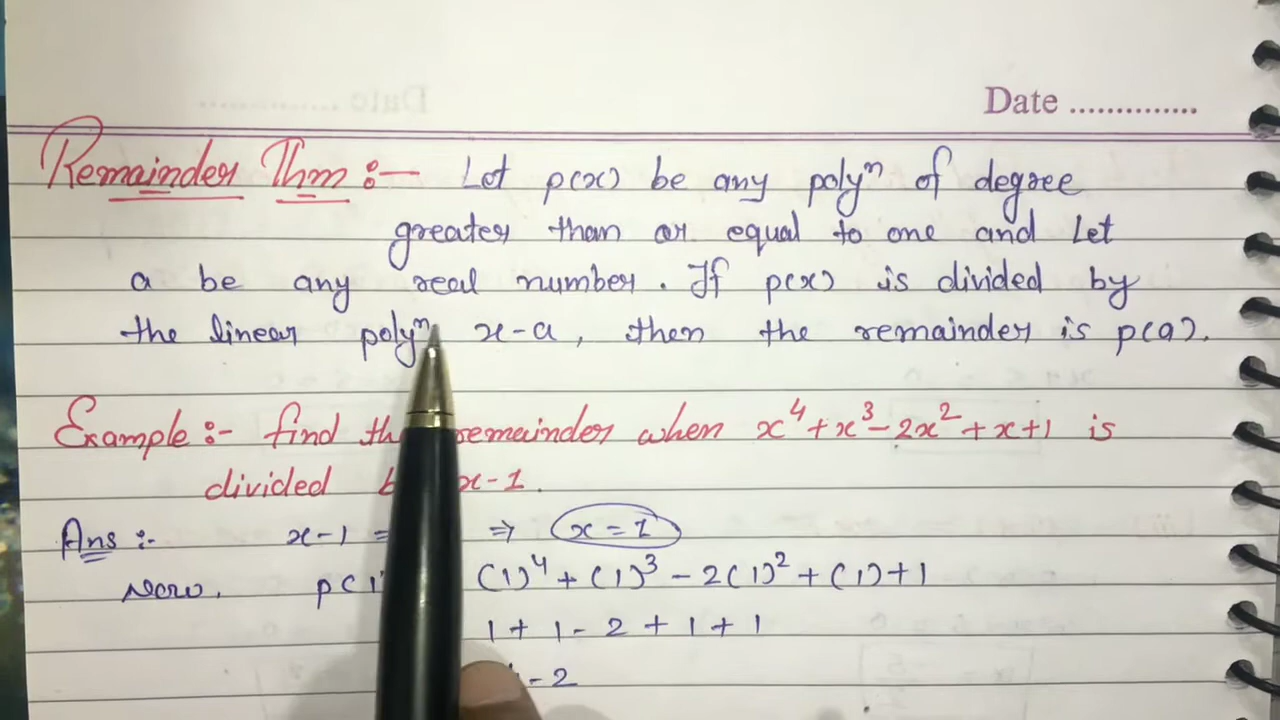 Date ..............
Remainder Thm :- Let p(x) be any polyⁿ of degree
greater than or equal to one and Let
a be any real number. If p(x) is divided by
the linear polyⁿ x-a, then the remainder is p(a).
Example :- find the remainder when x⁴+x³-2x²+x+1 is
divided x-1.
Ans :- x-1 = ⇒ x=1
Now, p(1 (1)⁴+(1)³-2(1)²+(1)+1
1+1-2+1+1
-2